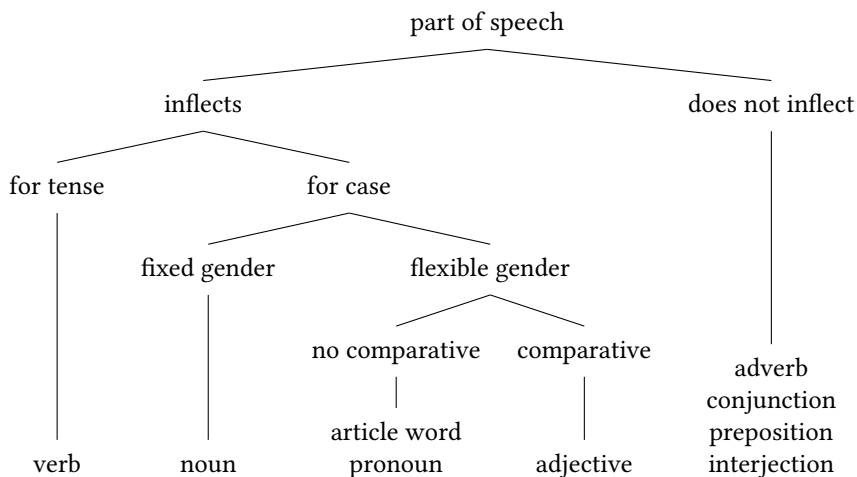 part of speech
inflects
does not inflect
for tense
for case
fixed gender
flexible gender
no comparative
comparative
verb
noun
article word
pronoun
adjective
adverb
conjunction
preposition
interjection